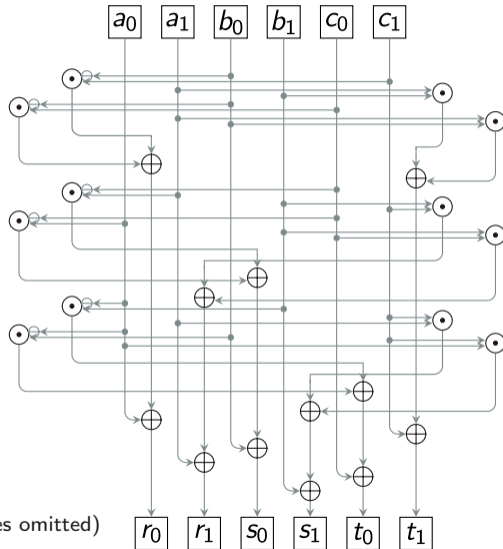 a₀ a₁ b₀ b₁ c₀ c₁
es omitted)
r₀ r₁ s₀ s₁ t₀ t₁